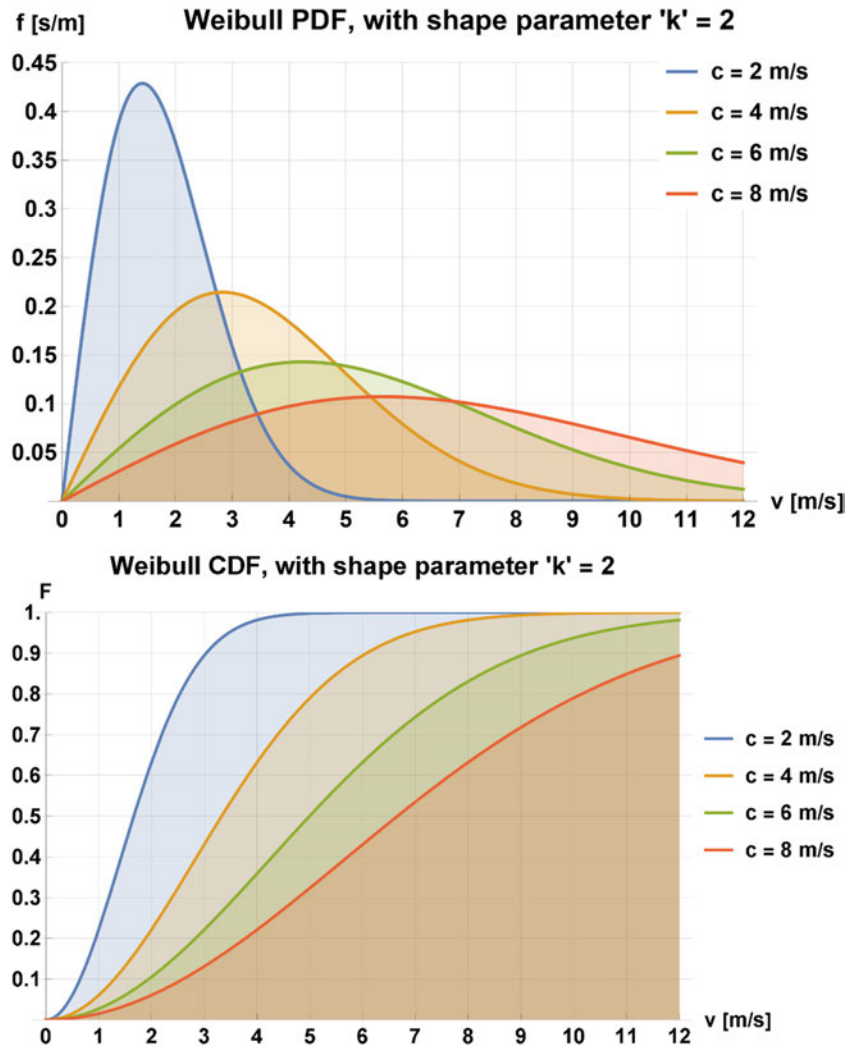 f [s/m] Weibull PDF, with shape parameter 'k' = 2
0.45
0.4
0.35
0.3
0.25
0.2
0.15
0.1
0.05
c = 2 m/s
c = 4 m/s
c = 6 m/s
c = 8 m/s
0 1 2 3 4 5 6 7 8 9 10 11 12
v [m/s]
Weibull CDF, with shape parameter 'k' = 2
F
1.
0.9
0.8
0.7
0.6
0.5
0.4
0.3
0.2
0.1
c = 2 m/s
c = 4 m/s
c = 6 m/s
c = 8 m/s
0 1 2 3 4 5 6 7 8 9 10 11 12
v [m/s]